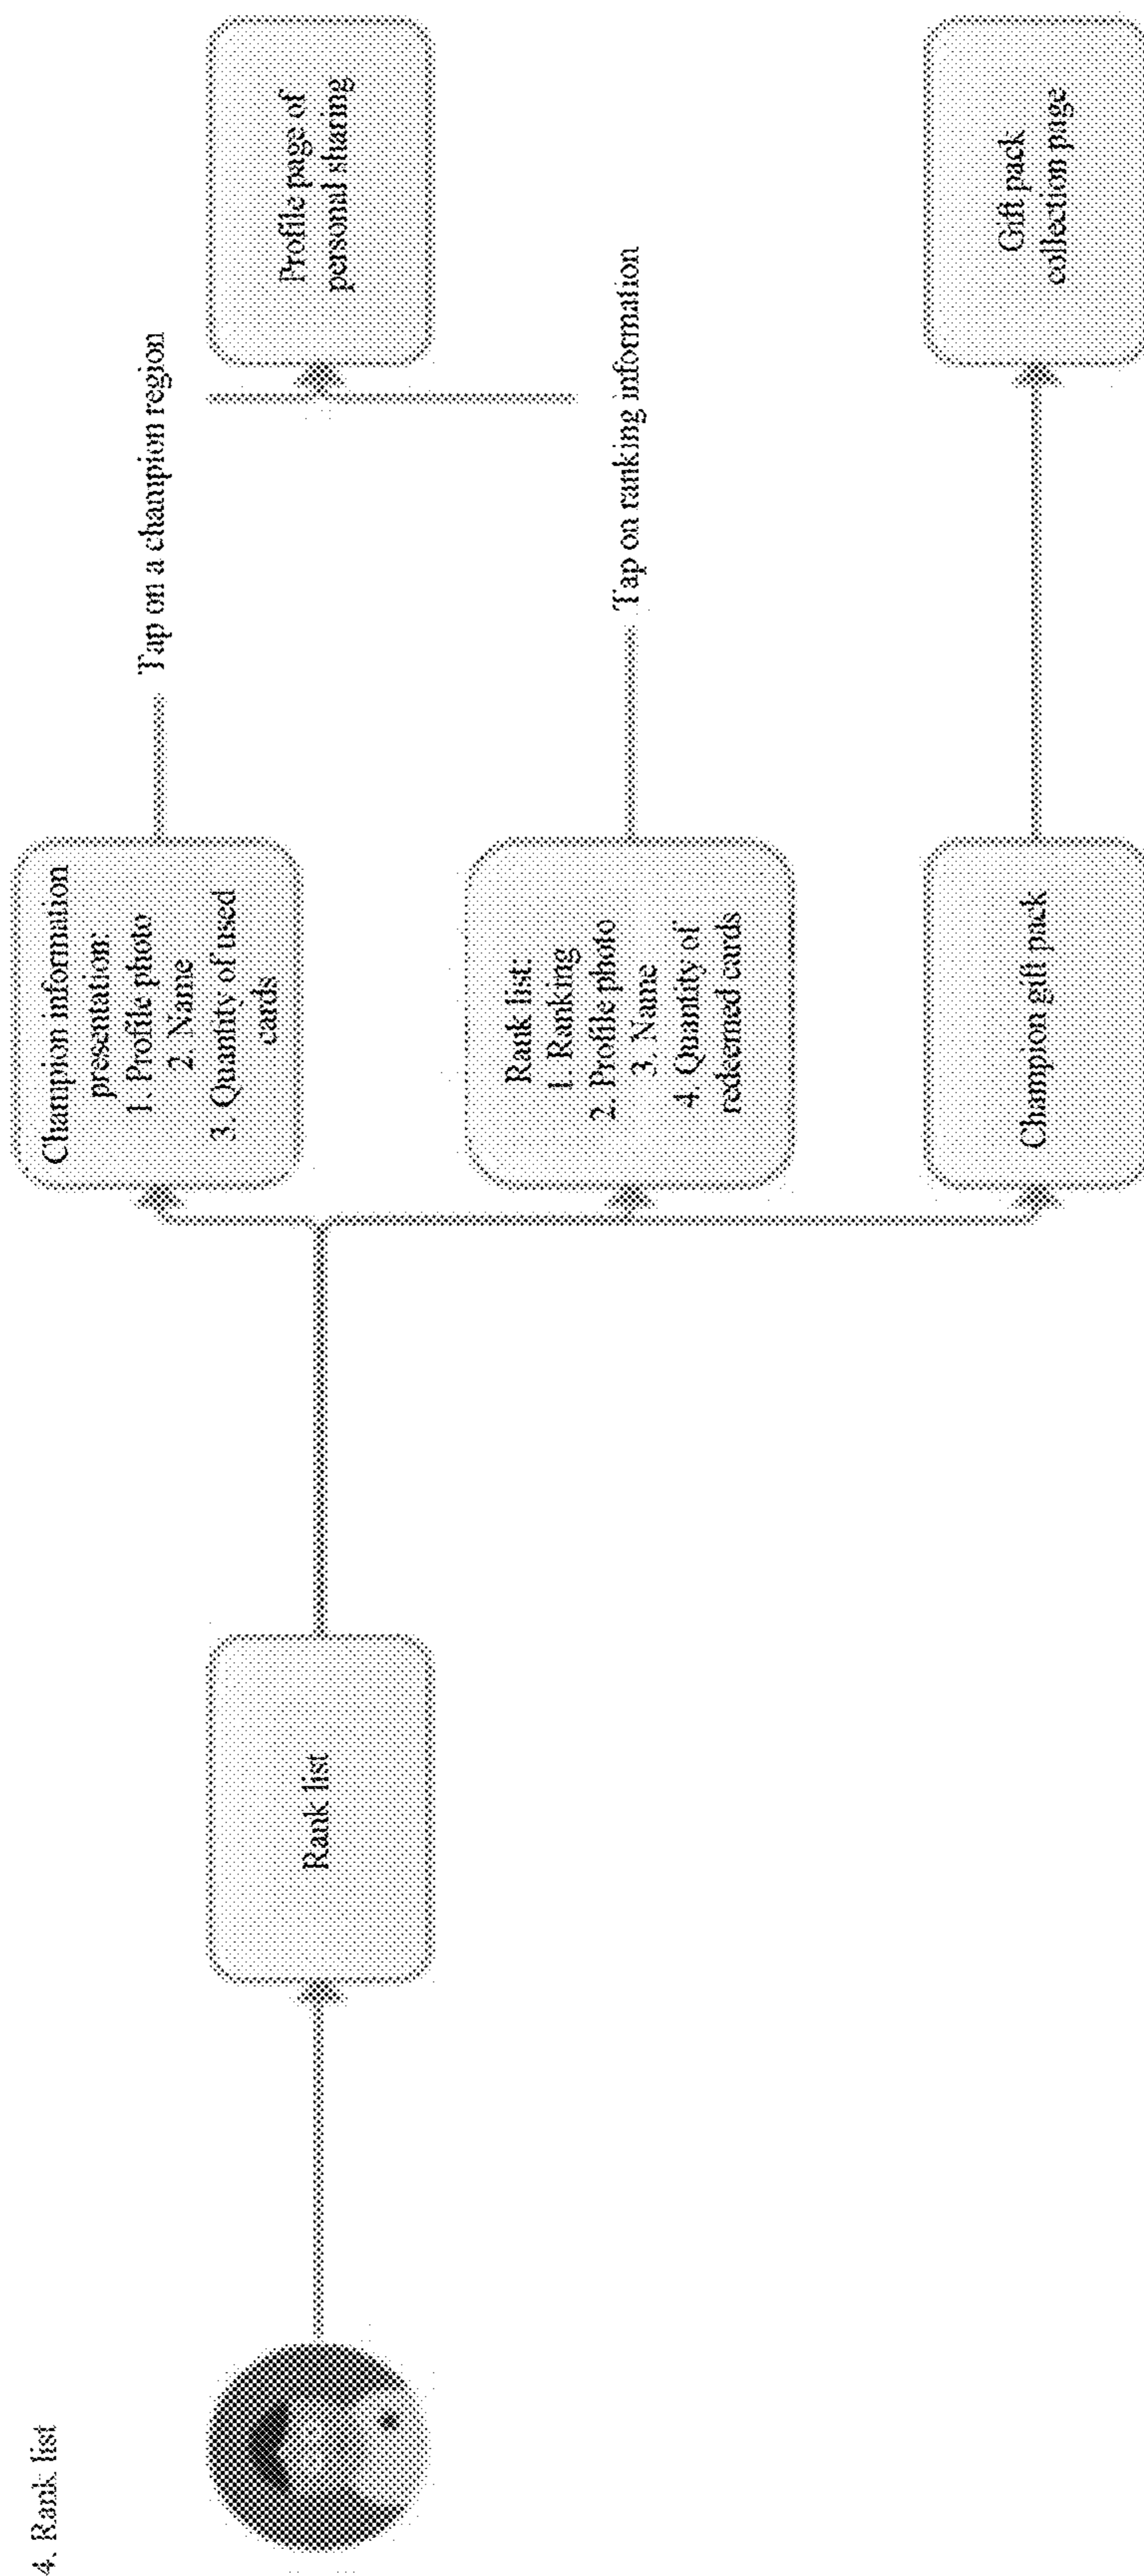 4. Rank list
Rank list
Champion information
presentation:
1. Profile photo
2. Name
3. Quantity of used
cards
Tap on a champion region
Rank list:
1. Ranking
2. Profile photo
3. Name
4. Quantity of
redeemed cards
Tap on ranking information
Profile page of
personal sharing
Champion gift pack
Gift pack
collection page